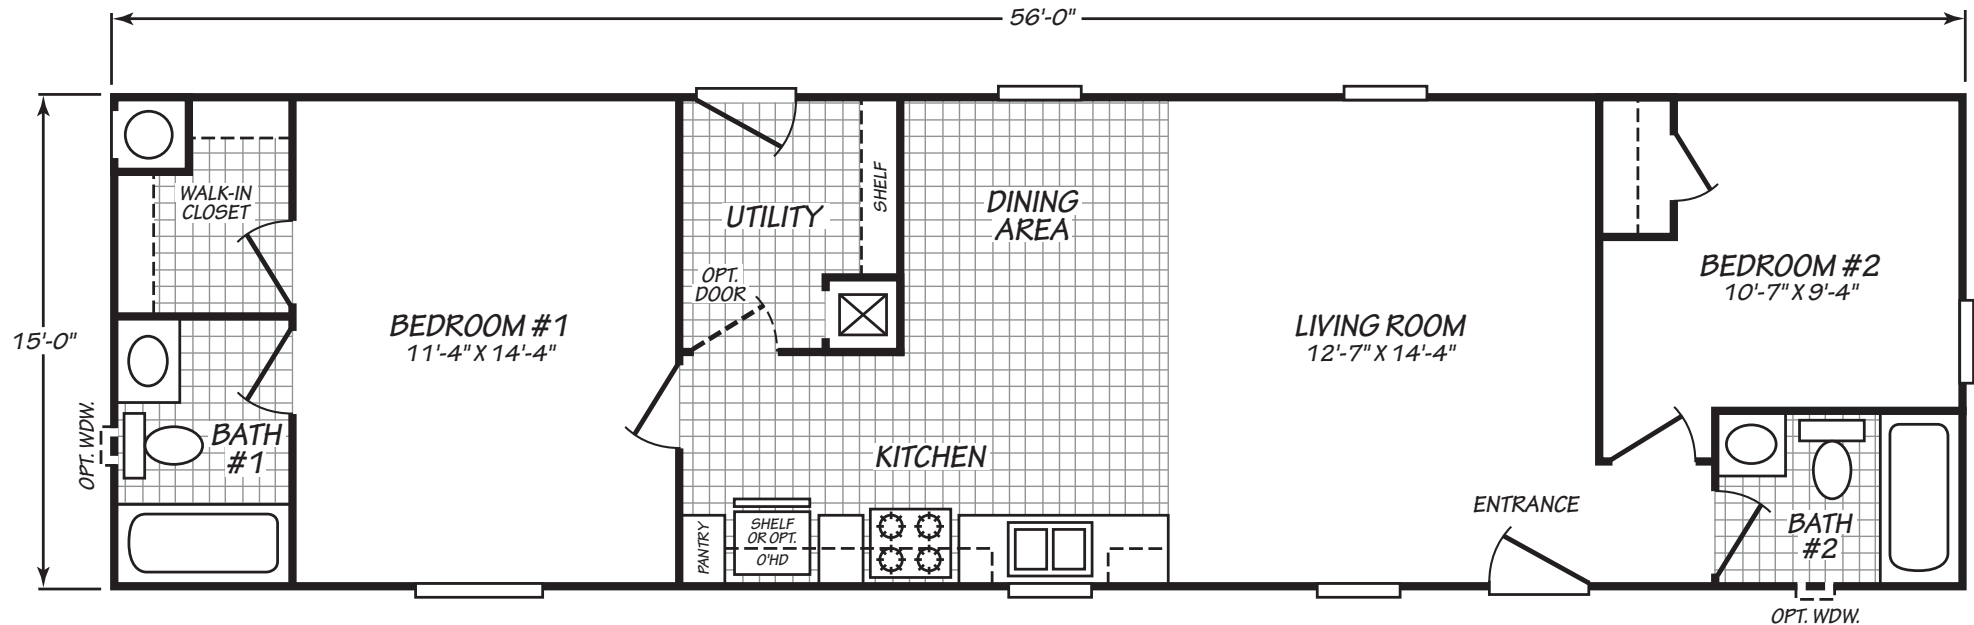 56'-0"
15'-0"
WALK-IN
CLOSET
BEDROOM #1
11'-4" X 14'-4"
OPT. WDW.
BATH
#1
UTILITY
SHELF
OPT.
DOOR
DINING
AREA
KITCHEN
PANTRY
SHELF
OR OPT.
O'HD
LIVING ROOM
12'-7" X 14'-4"
ENTRANCE
BEDROOM #2
10'-7" X 9'-4"
BATH
#2
OPT. WDW.